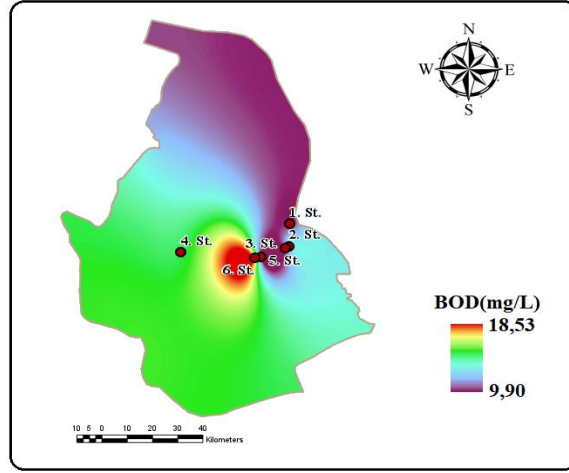 N
W E
S
1. St.
2. St.
4. St. 3. St.
6. St. 5. St.
BOD(mg/L)
18,53
9,90
10 5 0 10 20 30 40
Kilometers